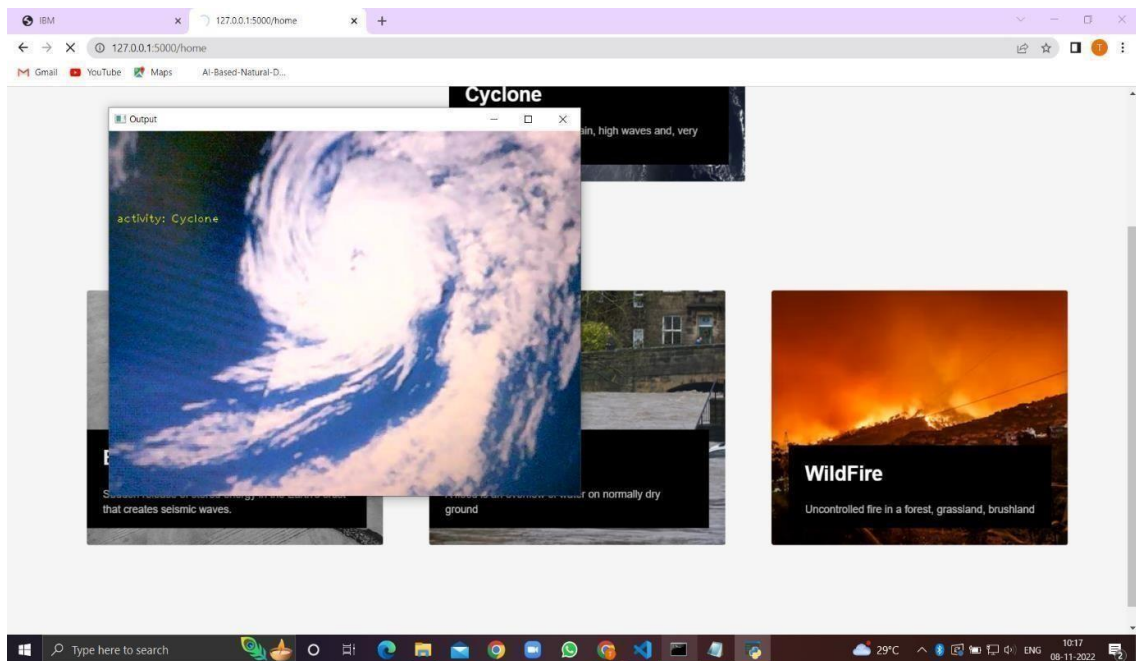 IBM
127.0.0.1:5000/home
127.0.0.1:5000/home
T
Gmail
YouTube
Maps
AI-Based-Natural-D...
Cyclone
ain, high waves and, very
Output
activity: Cyclone
E
that creates seismic waves.
on normally dry
ground
WildFire
Uncontrolled fire in a forest, grassland, brushland
Type here to search
29°C
ENG
10:17
08-11-2022
2